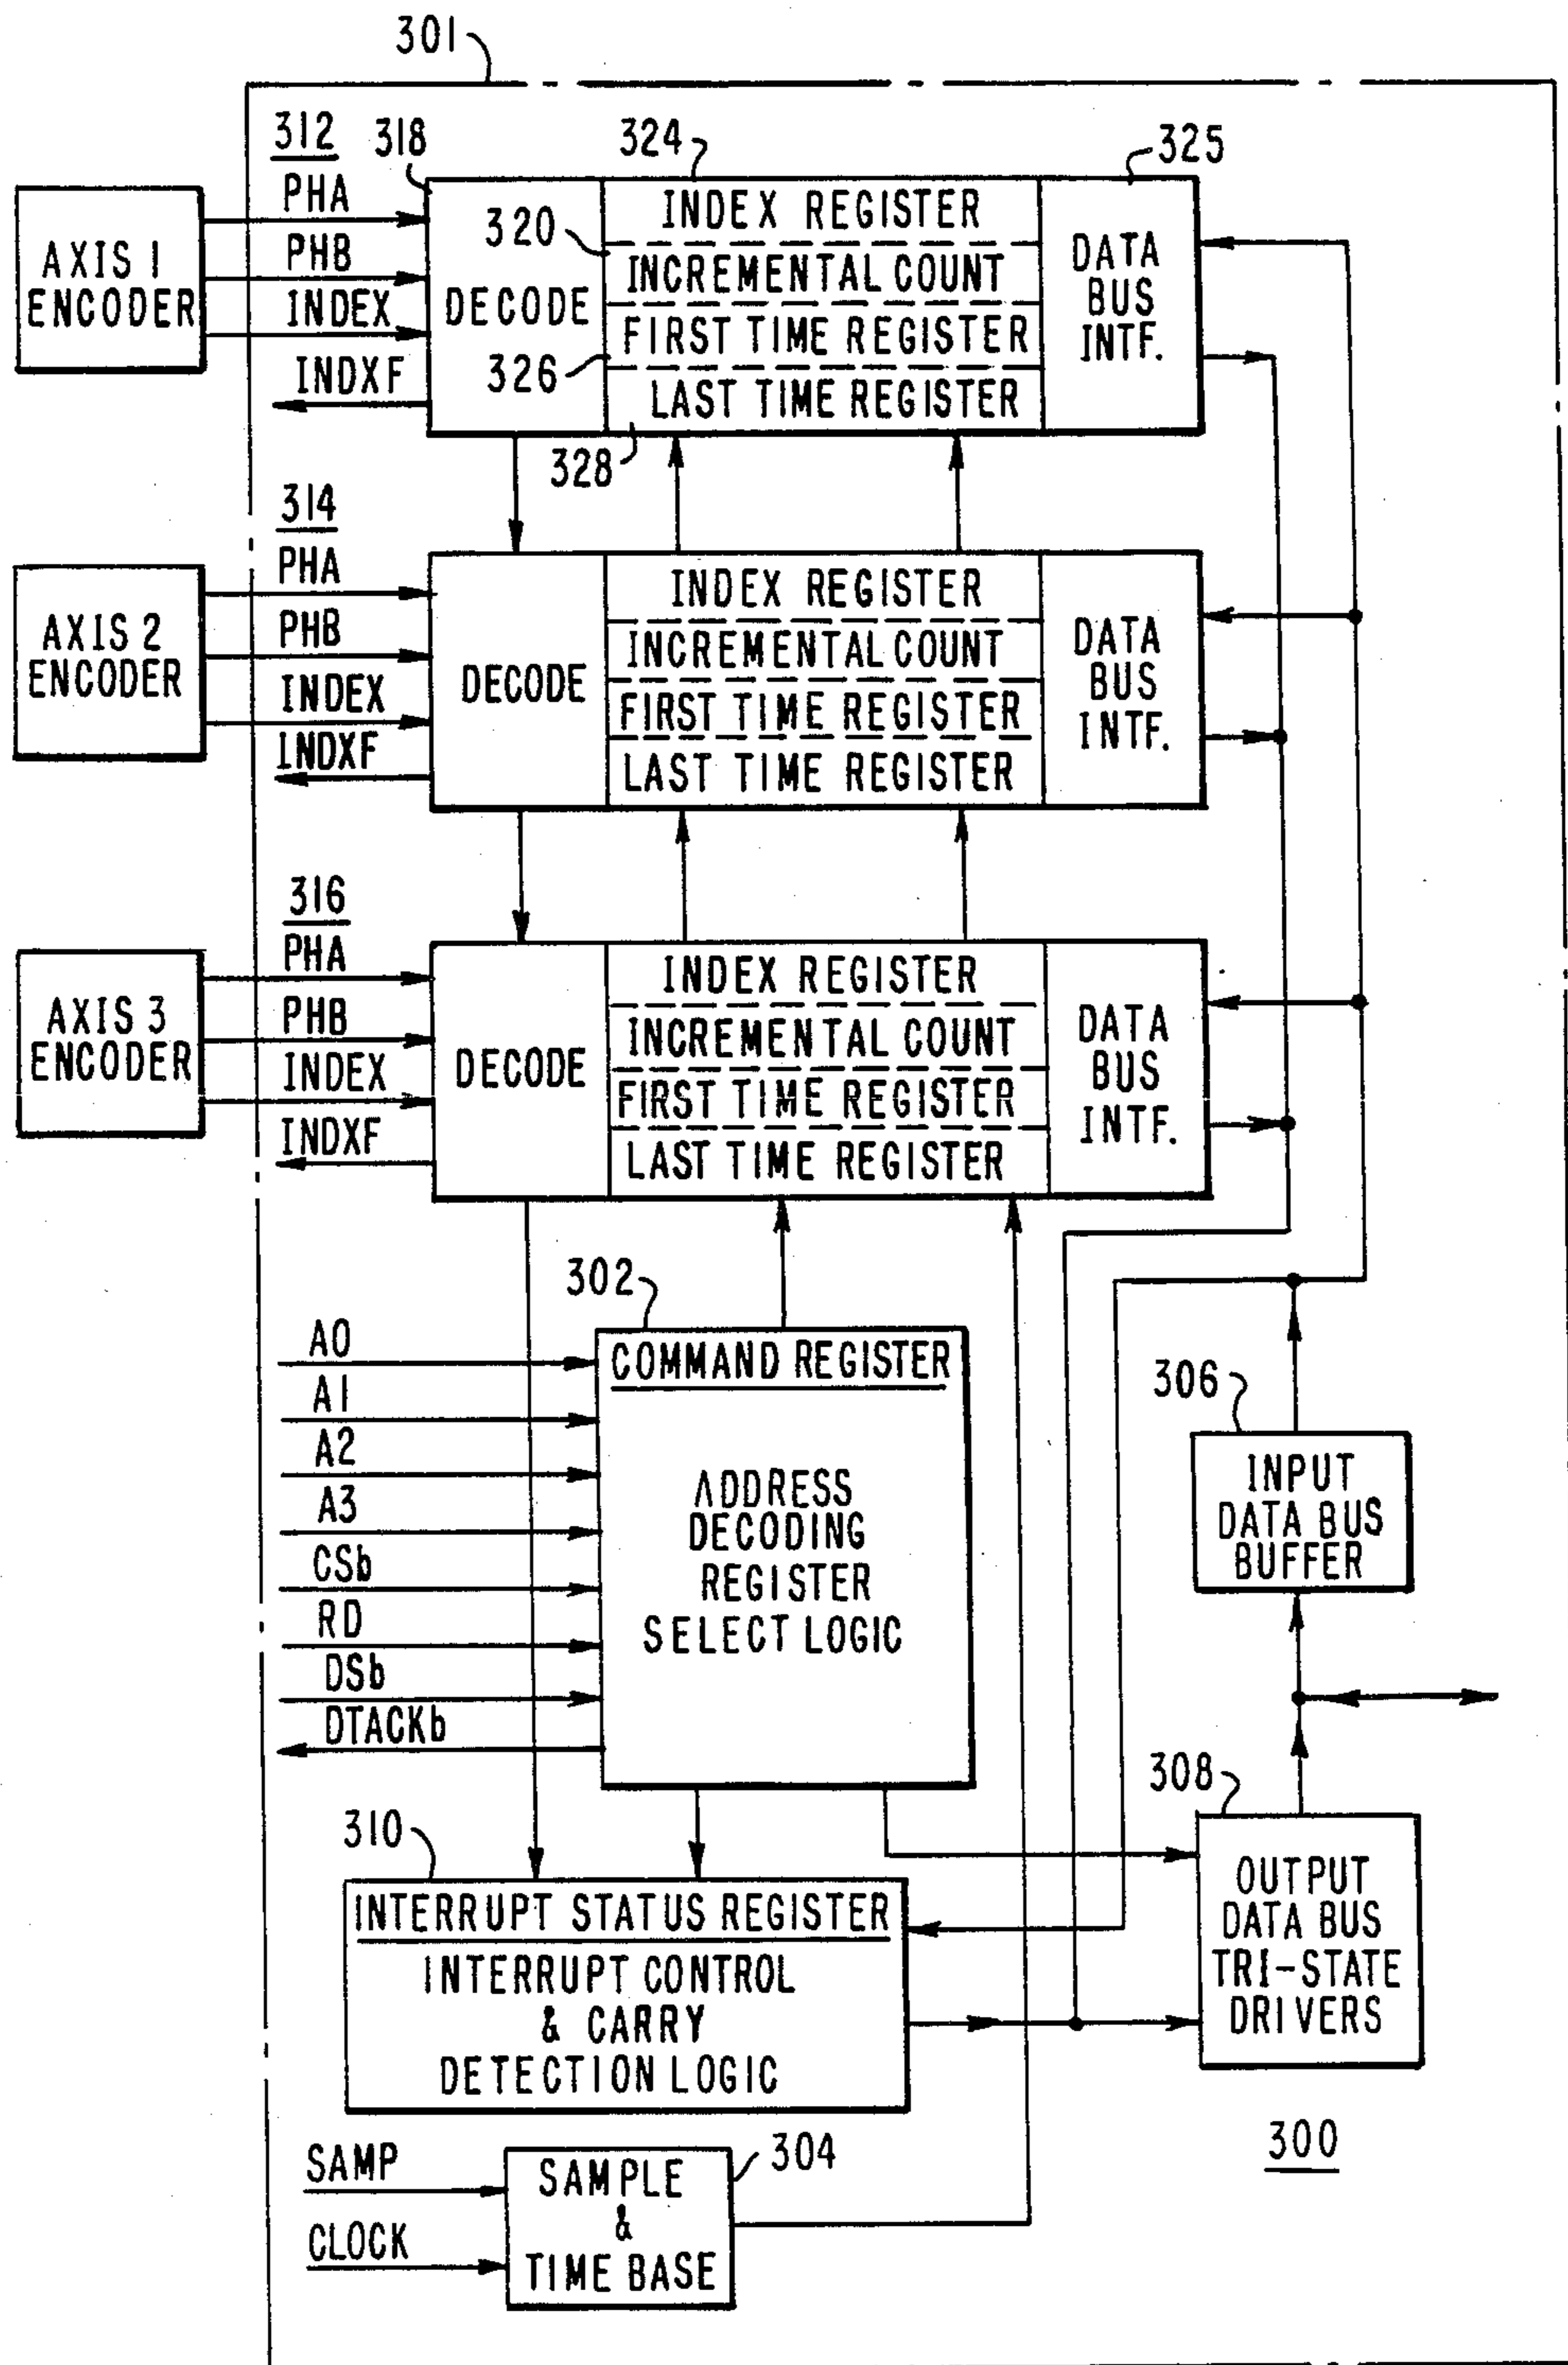 301
312
318
324
325
PHA
PHB
INDEX
INDXF
AXIS 1
ENCODER
DECODE
320
326
328
INDEX REGISTER
INCREMENTAL COUNT
FIRST TIME REGISTER
LAST TIME REGISTER
DATA
BUS
INTF.
314
PHA
PHB
INDEX
INDXF
AXIS 2
ENCODER
DECODE
INDEX REGISTER
INCREMENTAL COUNT
FIRST TIME REGISTER
LAST TIME REGISTER
DATA
BUS
INTF.
316
PHA
PHB
INDEX
INDXF
AXIS 3
ENCODER
DECODE
INDEX REGISTER
INCREMENTAL COUNT
FIRST TIME REGISTER
LAST TIME REGISTER
DATA
BUS
INTF.
302
A0
A1
A2
A3
CSb
RD
DSb
DTACKb
COMMAND REGISTER
ADDRESS
DECODING
REGISTER
SELECT LOGIC
306
INPUT
DATA BUS
BUFFER
308
OUTPUT
DATA BUS
TRI-STATE
DRIVERS
310
INTERRUPT STATUS REGISTER
INTERRUPT CONTROL
& CARRY
DETECTION LOGIC
300
SAMP
CLOCK
304
SAMPLE
&
TIME BASE